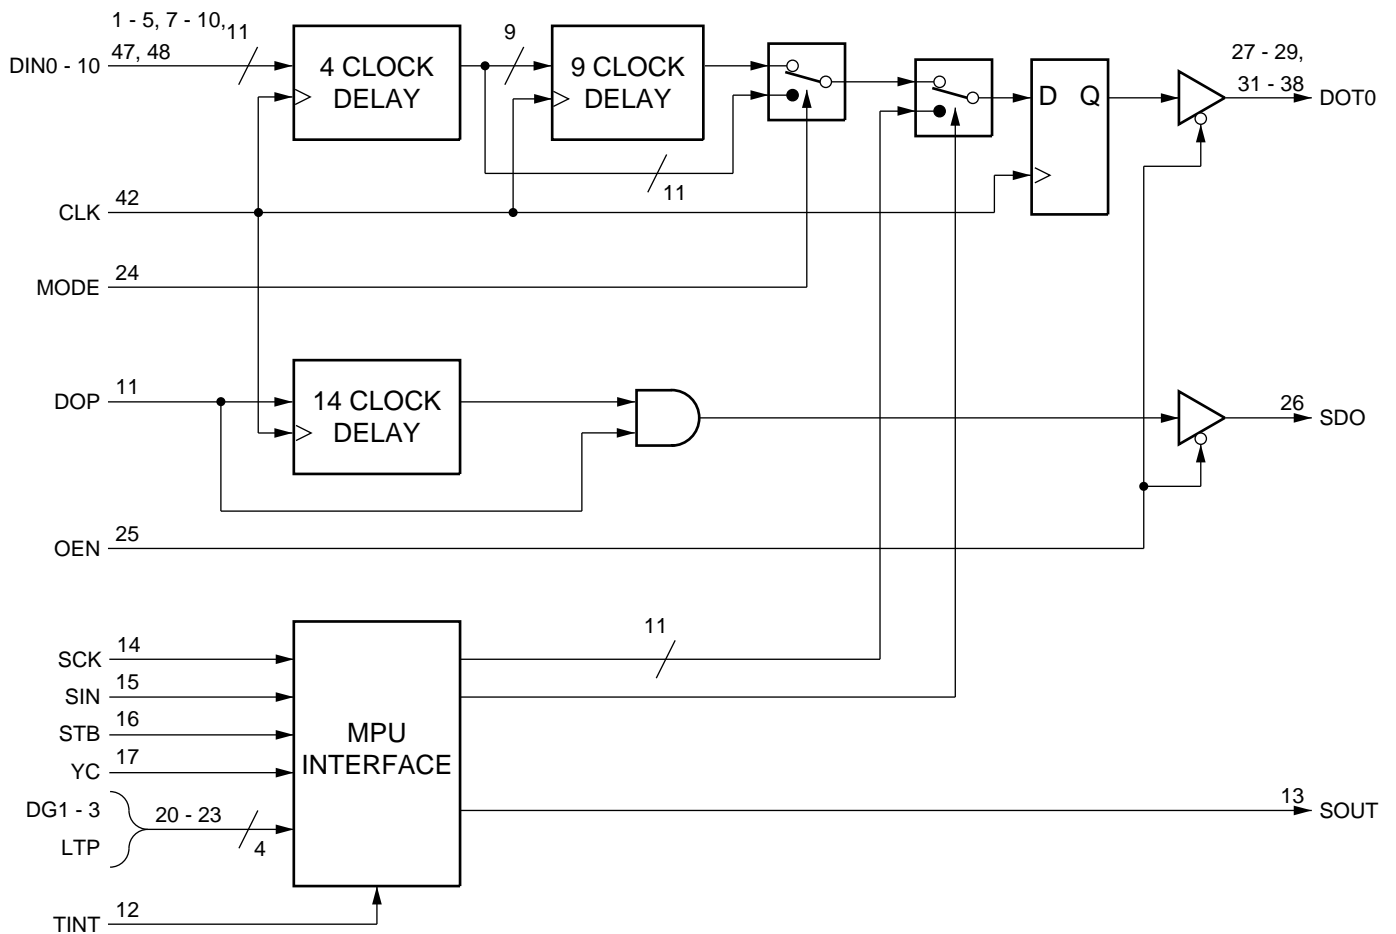 1 - 5, 7 - 10,
47, 48
11
DIN0 - 10
4 CLOCK
DELAY
9
9 CLOCK
DELAY
11
D Q
27 - 29,
31 - 38
DOT0
CLK
42
MODE
24
DOP
11
14 CLOCK
DELAY
26
SDO
OEN
25
11
SCK
14
SIN
15
STB
16
YC
17
DG1 - 3
LTP
20 - 23
4
MPU
INTERFACE
13
SOUT
TINT
12